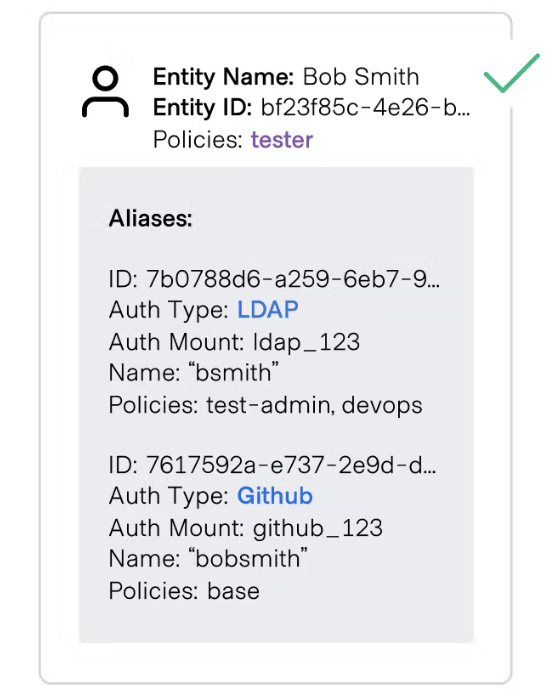 Entity Name: Bob Smith
Entity ID: bf23f85c-4e26-b...
Policies: tester
Aliases:
ID: 7b0788d6-a259-6eb7-9...
Auth Type: LDAP
Auth Mount: ldap_123
Name: “bsmith”
Policies: test-admin, devops
ID: 7617592a-e737-2e9d-d...
Auth Type: Github
Auth Mount: github_123
Name: “bobsmith”
Policies: base